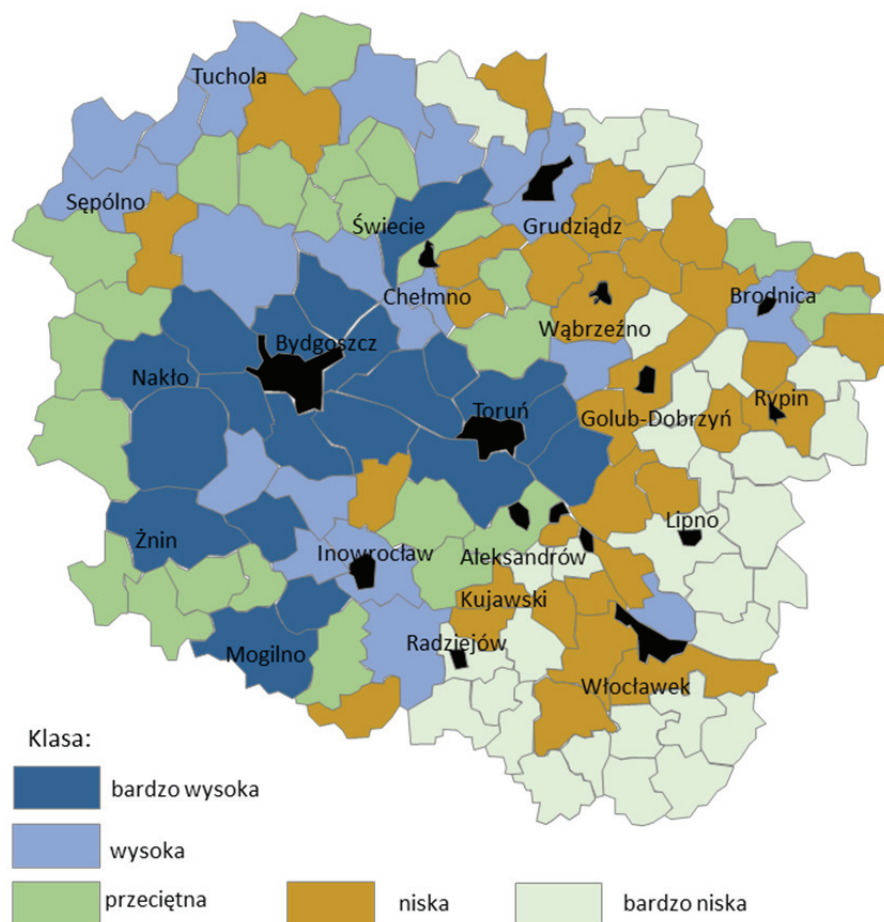 Tuchola
Sępólno
Świecie
Grudziądz
Chełmno
Brodnica
Wąbrzeźno
Bydgoszcz
Nakło
Rypin
Toruń
Golub-Dobrzyń
Lipno
Żnin
Inowrocław
Aleksandrów
Kujawski
Radziejów
Mogilno
Włocławek
Klasa:
bardzo wysoka
wysoka
przeciętna niska bardzo niska